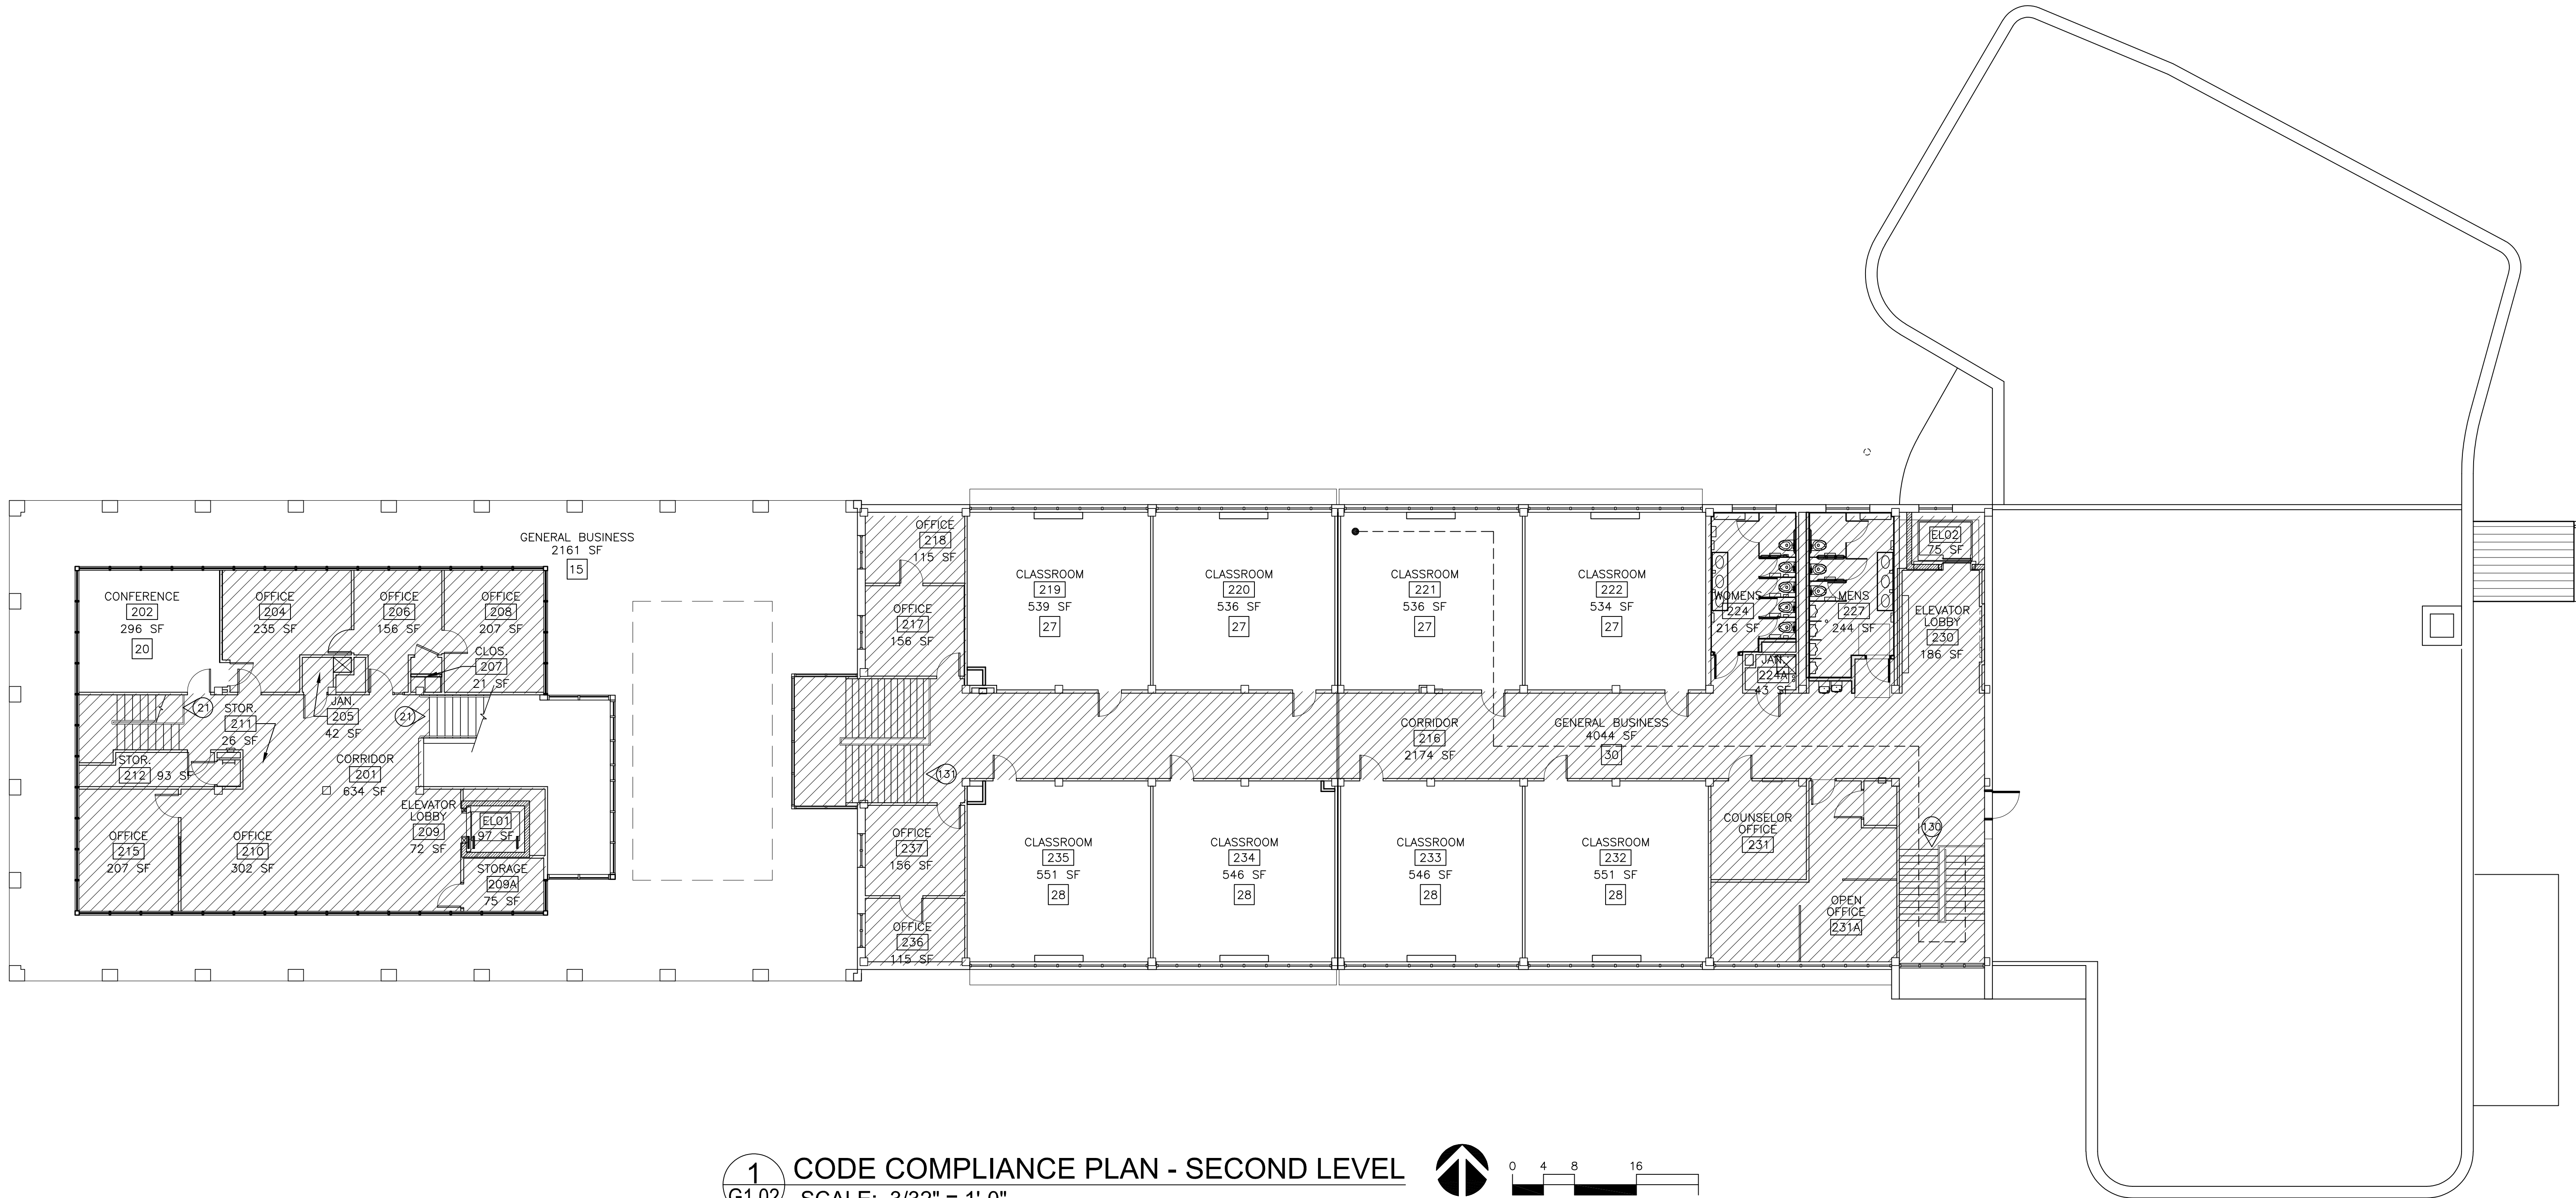 GENERAL BUSINESS
2161 SF
15
CONFERENCE
202
296 SF
20
OFFICE
204
235 SF
OFFICE
206
156 SF
OFFICE
208
207 SF
CLOS.
207
21 SF
21
STOR.
211
26 SF
JAN.
205
42 SF
21
STOR.
212 93 SF
CORRIDOR
201
634 SF
ELEVATOR
LOBBY
209
72 SF
EL01
97 SF
OFFICE
215
207 SF
OFFICE
210
302 SF
STORAGE
209A
75 SF
OFFICE
218
115 SF
OFFICE
217
156 SF
131
OFFICE
237
156 SF
OFFICE
236
115 SF
CLASSROOM
219
539 SF
27
CLASSROOM
220
536 SF
27
CLASSROOM
221
536 SF
27
CLASSROOM
222
534 SF
27
WOMENS
224
216 SF
MENS
227
244 SF
JAN.
224A
43 SF
EL02
75 SF
ELEVATOR
LOBBY
230
186 SF
CORRIDOR
216
2174 SF
GENERAL BUSINESS
4044 SF
30
CLASSROOM
235
551 SF
28
CLASSROOM
234
546 SF
28
CLASSROOM
233
546 SF
28
CLASSROOM
232
551 SF
28
COUNSELOR
OFFICE
231
OPEN
OFFICE
231A
130
1
G1.02
CODE COMPLIANCE PLAN - SECOND LEVEL
SCALE: 3/32" = 1'-0"
0 4 8 16